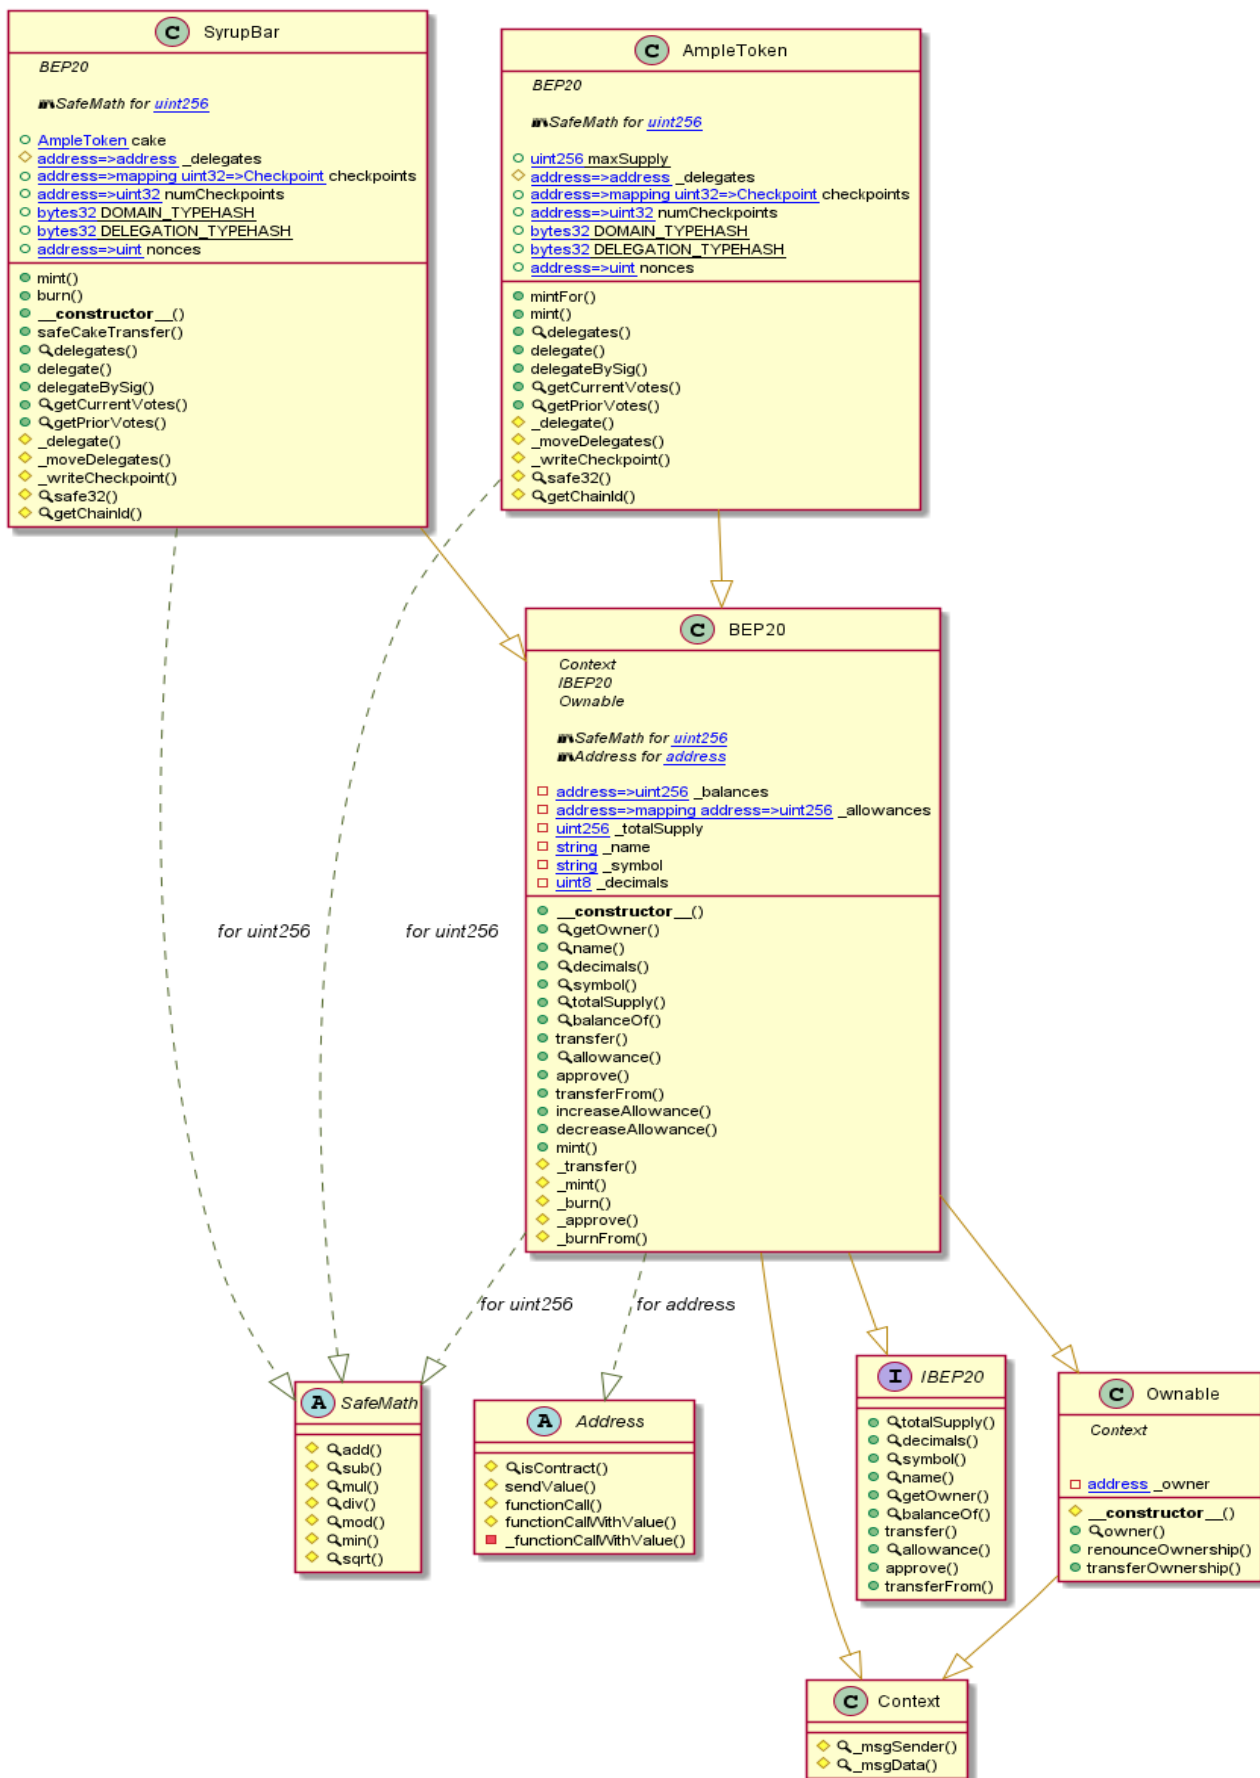 C SyrupBar
BEP20
SafeMath for uint256
AmpleToken cake
address=>address _delegates
address=>mapping uint32=>Checkpoint checkpoints
address=>uint32 numCheckpoints
bytes32 DOMAIN_TYPEHASH
bytes32 DELEGATION_TYPEHASH
address=>uint nonces
mint()
burn()
__constructor__()
safeCakeTransfer()
delegates()
delegate()
delegateBySig()
getCurrentVotes()
getPriorVotes()
_delegate()
_moveDelegates()
_writeCheckpoint()
safe32()
getChainId()
C AmpleToken
BEP20
SafeMath for uint256
uint256 maxSupply
address=>address _delegates
address=>mapping uint32=>Checkpoint checkpoints
address=>uint32 numCheckpoints
bytes32 DOMAIN_TYPEHASH
bytes32 DELEGATION_TYPEHASH
address=>uint nonces
mintFor()
mint()
delegates()
delegate()
delegateBySig()
getCurrentVotes()
getPriorVotes()
_delegate()
_moveDelegates()
_writeCheckpoint()
safe32()
getChainId()
C BEP20
Context
IBEP20
Ownable
SafeMath for uint256
Address for address
address=>uint256 _balances
address=>mapping address=>uint256 _allowances
uint256 _totalSupply
string _name
string _symbol
uint8 _decimals
__constructor__()
getOwner()
name()
decimals()
symbol()
totalSupply()
balanceOf()
transfer()
allowance()
approve()
transferFrom()
increaseAllowance()
decreaseAllowance()
mint()
_transfer()
_mint()
_burn()
_approve()
_burnFrom()
for uint256
for uint256
for uint256
for address
A SafeMath
add()
sub()
mul()
div()
mod()
min()
sqrt()
A Address
isContract()
sendValue()
functionCall()
functionCallWithValue()
_functionCallWithValue()
I IBEP20
totalSupply()
decimals()
symbol()
name()
getOwner()
balanceOf()
transfer()
allowance()
approve()
transferFrom()
C Ownable
Context
address _owner
__constructor__()
owner()
renounceOwnership()
transferOwnership()
C Context
_msgSender()
_msgData()